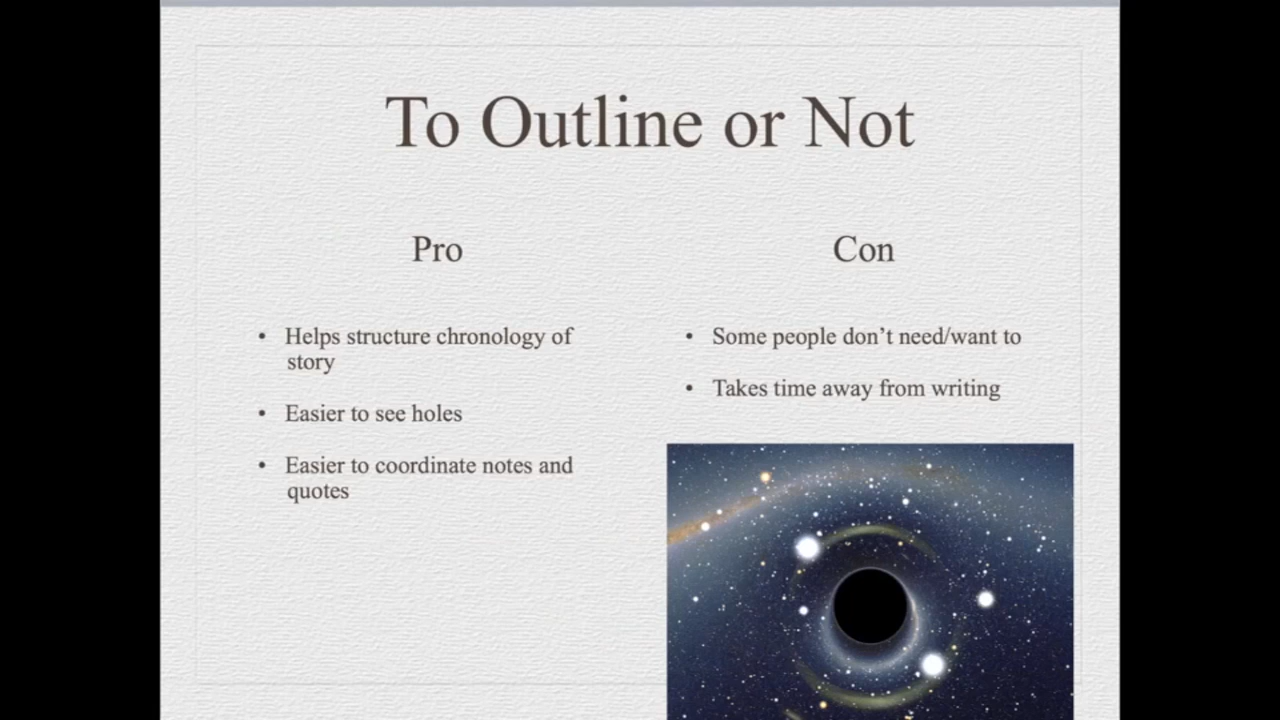 To Outline or Not
Pro
• Helps structure chronology of
story
• Easier to see holes
• Easier to coordinate notes and
quotes
Con
• Some people don’t need/want to
• Takes time away from writing